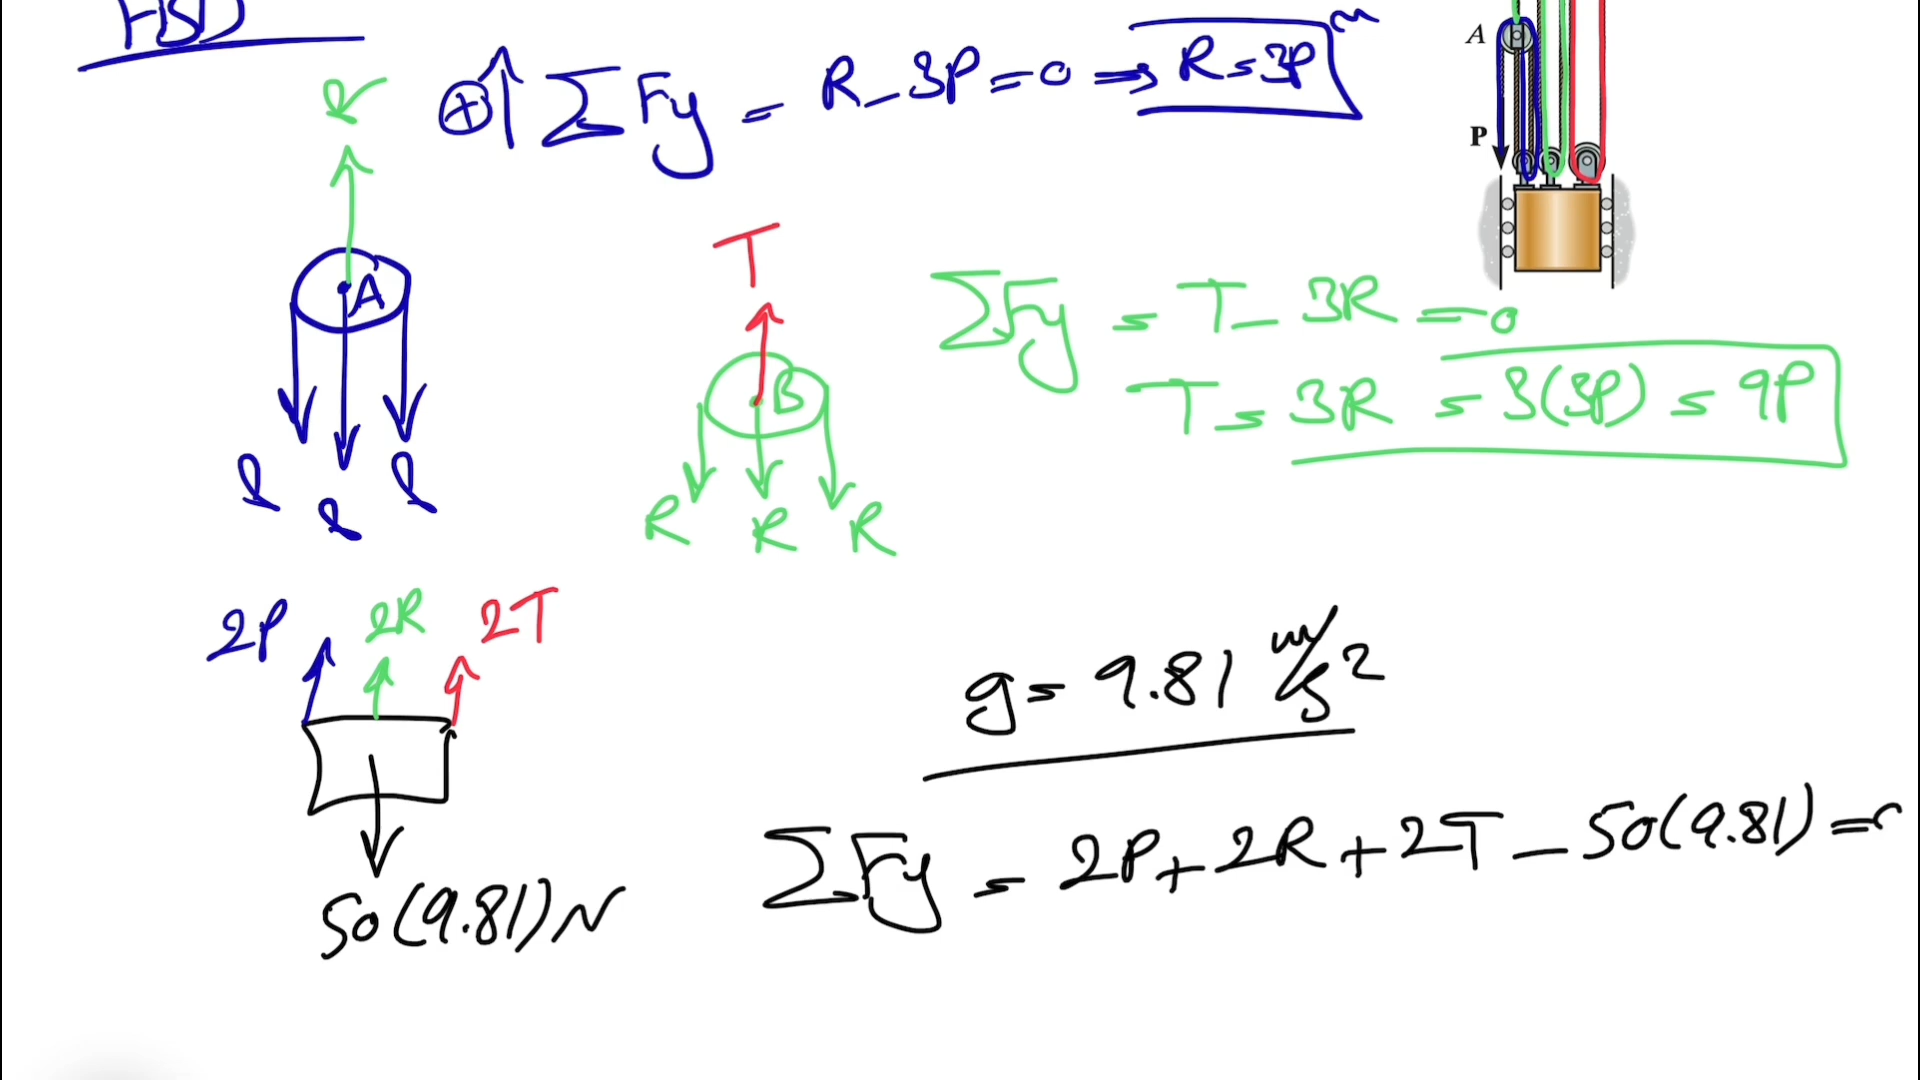 FBD
R
⊕↑ ΣFy = R - 3P = 0 ⇒ R = 3P
A
P
A
P P P
T
B
R R R
ΣFy = T - 3R = 0
T = 3R = 3(3P) = 9P
2P 2R 2T
50(9.81)N
g = 9.81 m/s²
ΣFy = 2P + 2R + 2T - 50(9.81) = 0